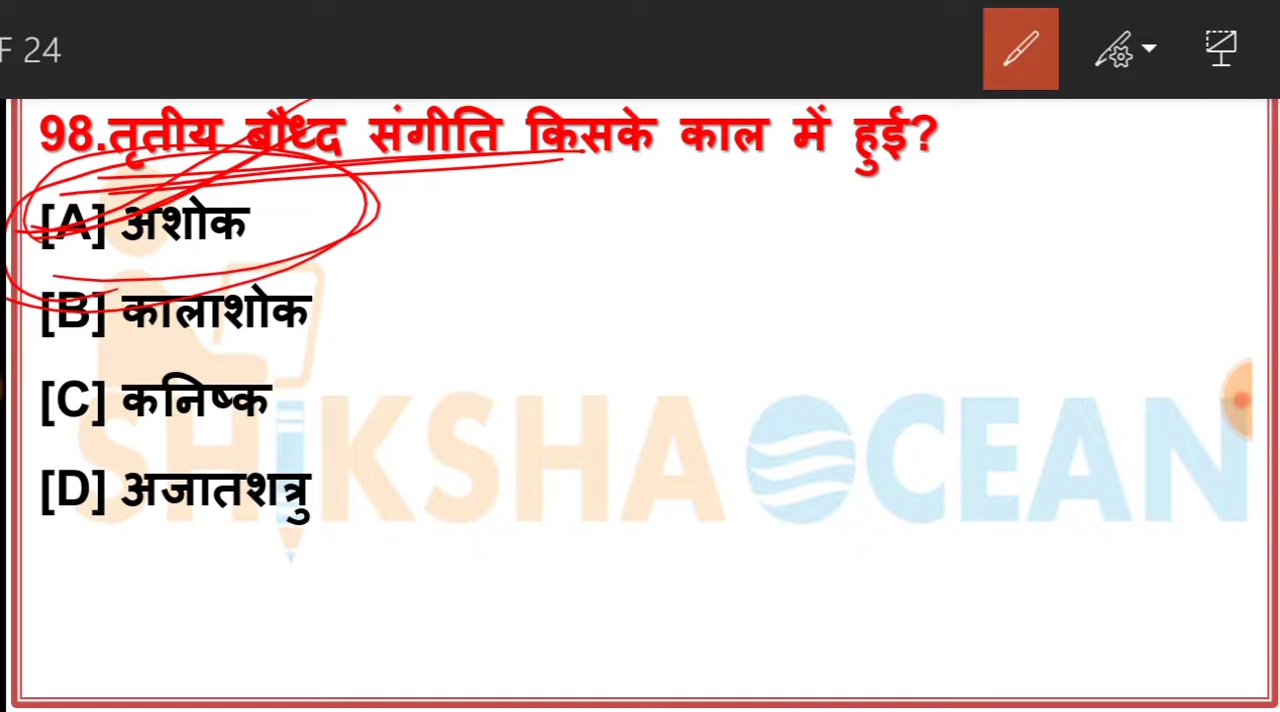 F 24
98.तृतीय बौध्द संगीति किसके काल में हुई?
[A] अशोक
[B] कालाशोक
[C] कनिष्क
[D] अजातशत्रु
SHIKSHA OCEAN